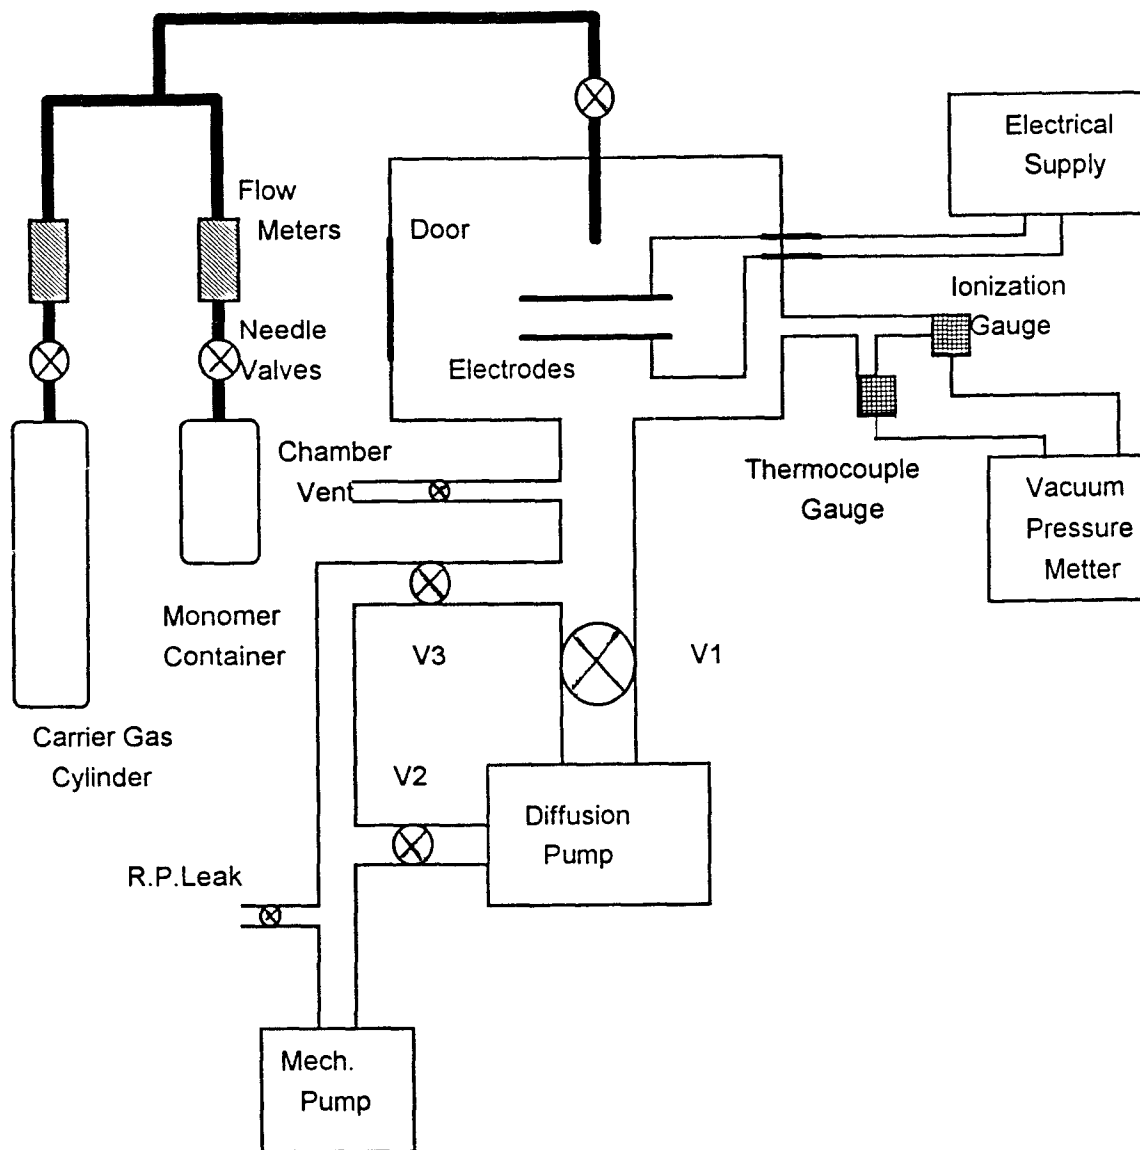 Electrical
Supply
Flow
Meters
Door
Ionization
Gauge
Needle
Valves
Electrodes
Chamber
Vent
Thermocouple
Gauge
Vacuum
Pressure
Metter
Monomer
Container
V3
V1
Carrier Gas
Cylinder
V2
Diffusion
Pump
R.P.Leak
Mech.
Pump